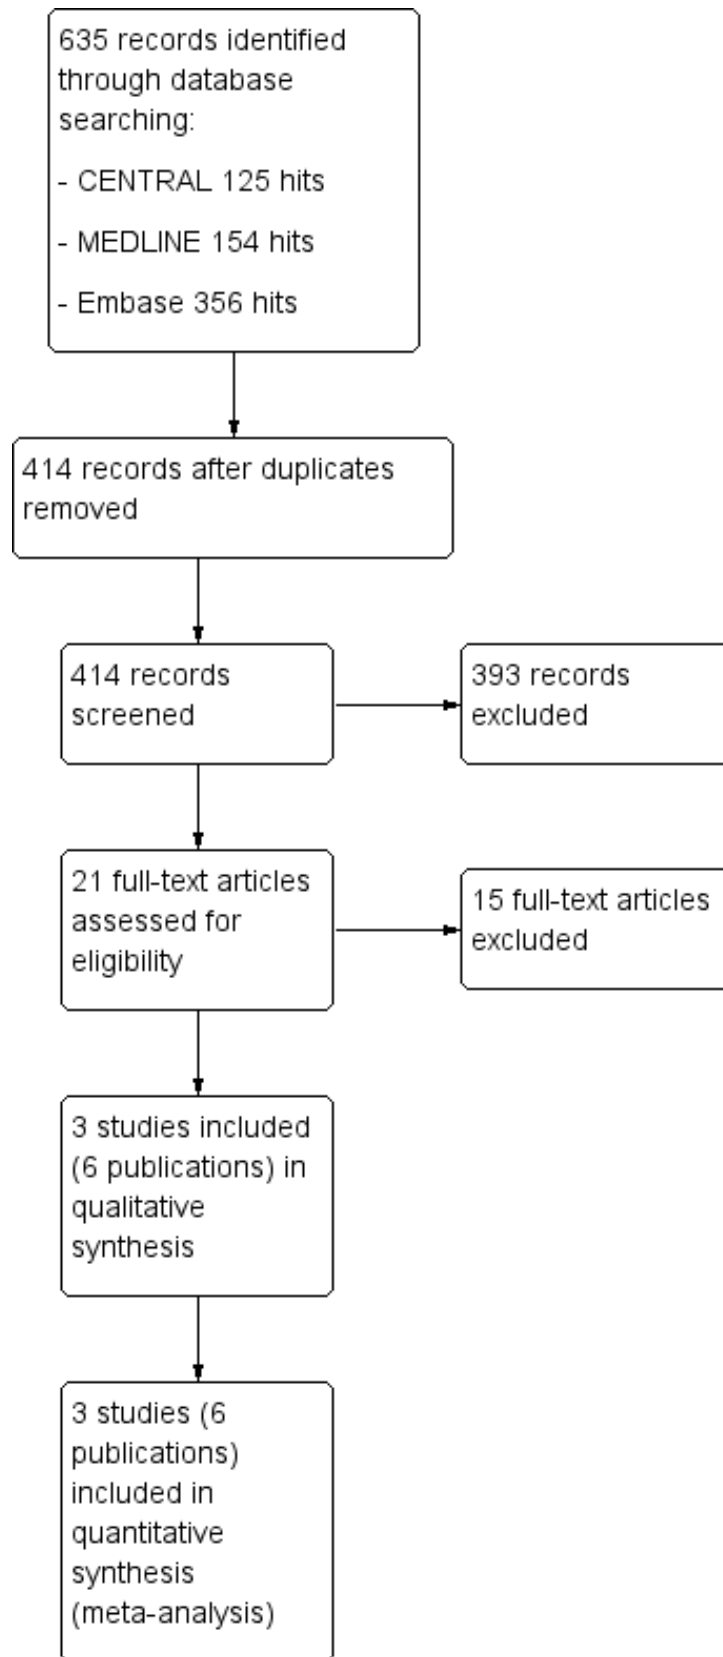 635 records identified
through database
searching:
- CENTRAL 125 hits
- MEDLINE 154 hits
- Embase 356 hits
414 records after duplicates
removed
414 records
screened
393 records
excluded
21 full-text articles
assessed for
eligibility
15 full-text articles
excluded
3 studies included
(6 publications) in
qualitative
synthesis
3 studies (6
publications)
included in
quantitative
synthesis
(meta-analysis)